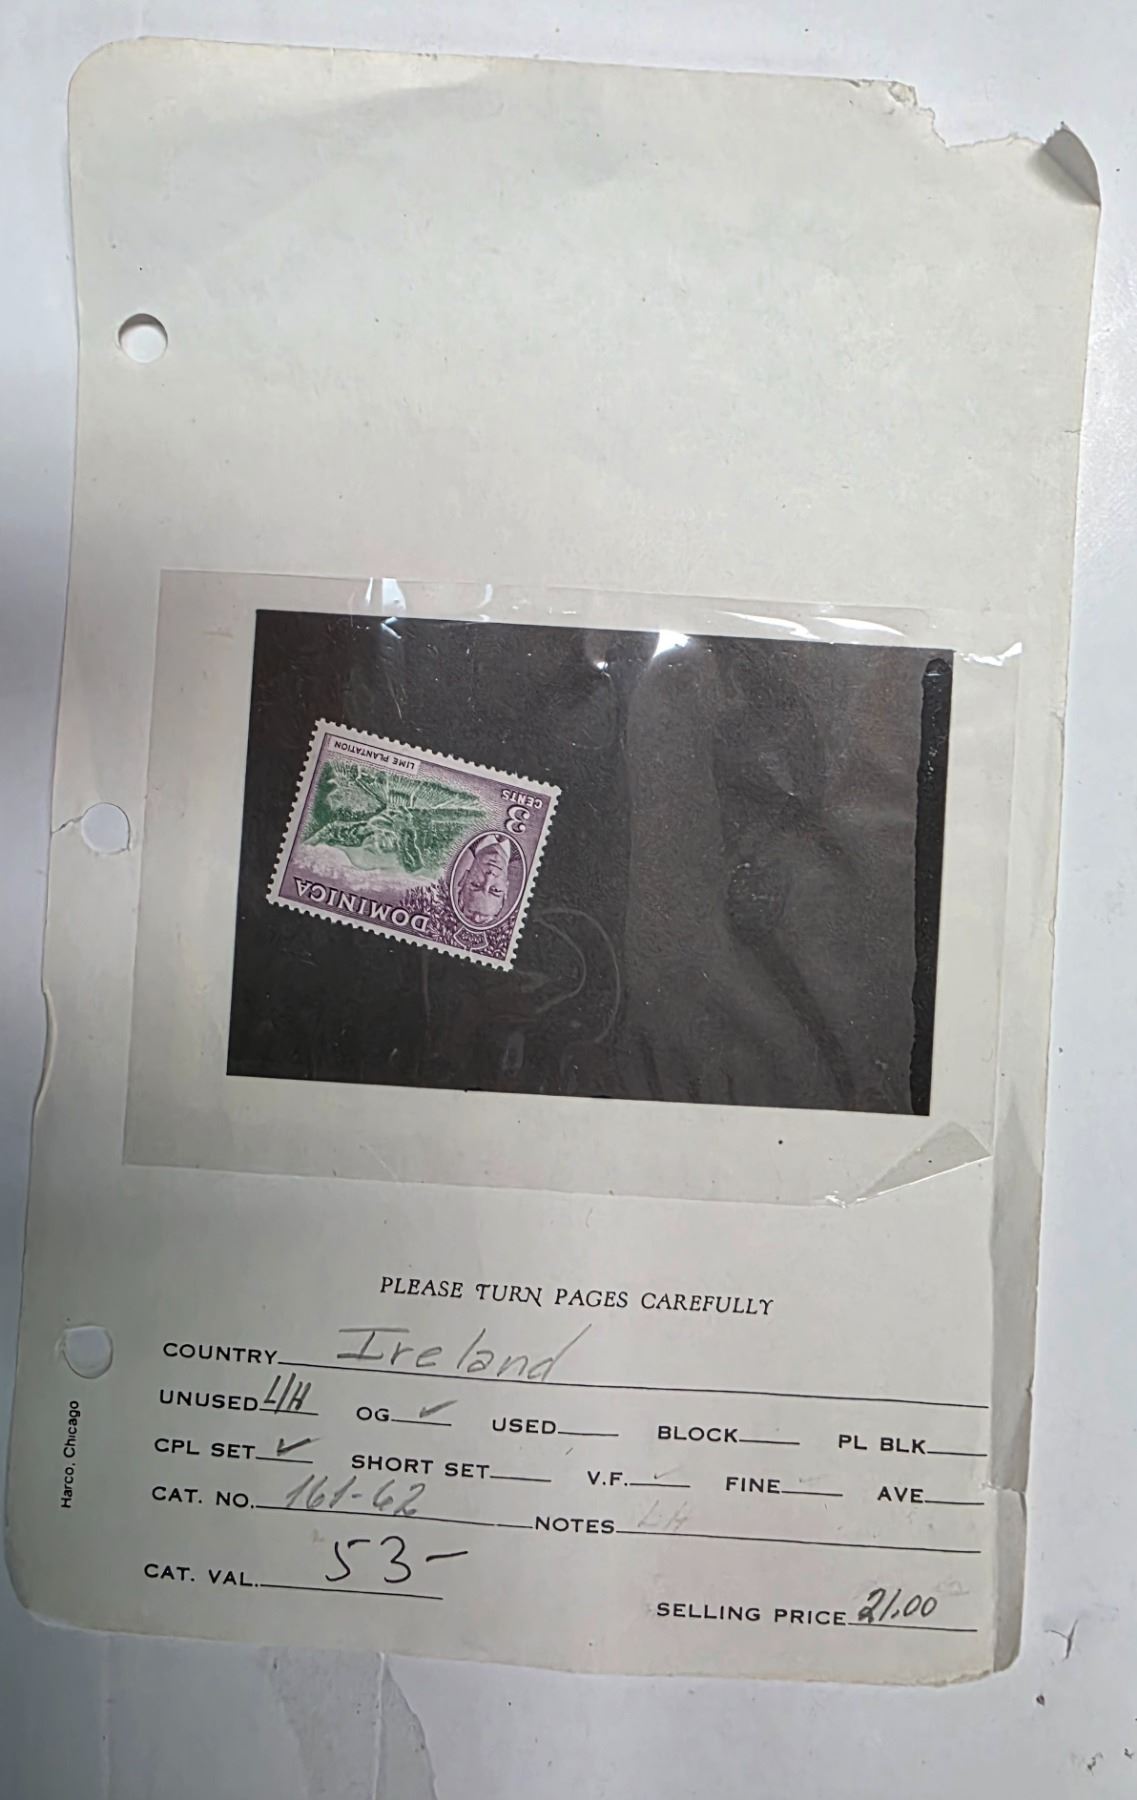 LIME PLANTATION
3
CENTS
DOMINICA
PLEASE TURN PAGES CAREFULLY
COUNTRY Ireland
UNUSED L/H OG ✓ USED BLOCK PL BLK
CPL SET ✓ SHORT SET V.F. ✓ FINE ✓ AVE
CAT. NO. 161-62 NOTES LH
CAT. VAL. 53-
SELLING PRICE 21.00
Harco, Chicago